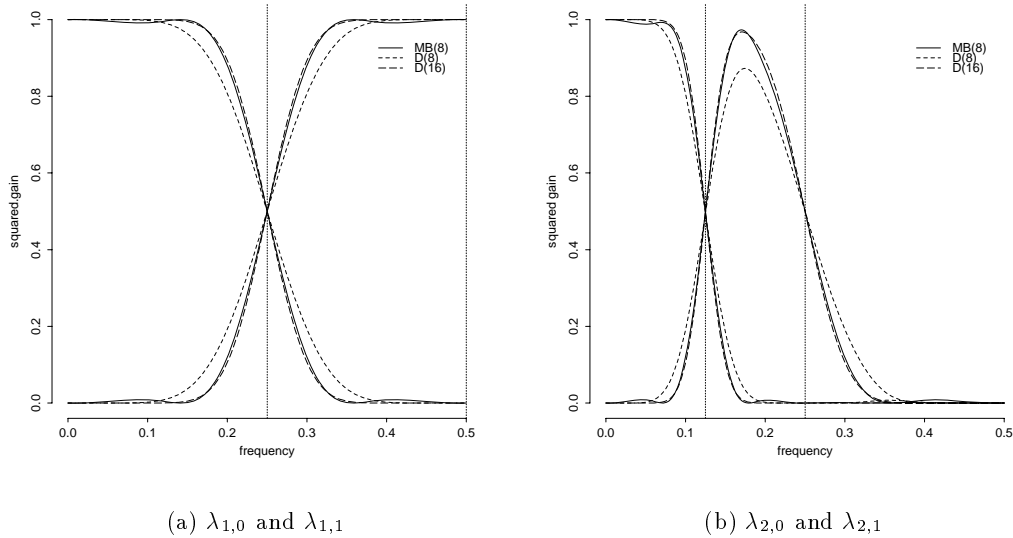 squared.gain
0.0 0.2 0.4 0.6 0.8 1.0
MB(8)
D(8)
D(16)
0.0 0.1 0.2 0.3 0.4 0.5
frequency
(a) λ1,0 and λ1,1
squared gain
0.0 0.2 0.4 0.6 0.8 1.0
MB(8)
D(8)
D(16)
0.0 0.1 0.2 0.3 0.4 0.5
frequency
(b) λ2,0 and λ2,1